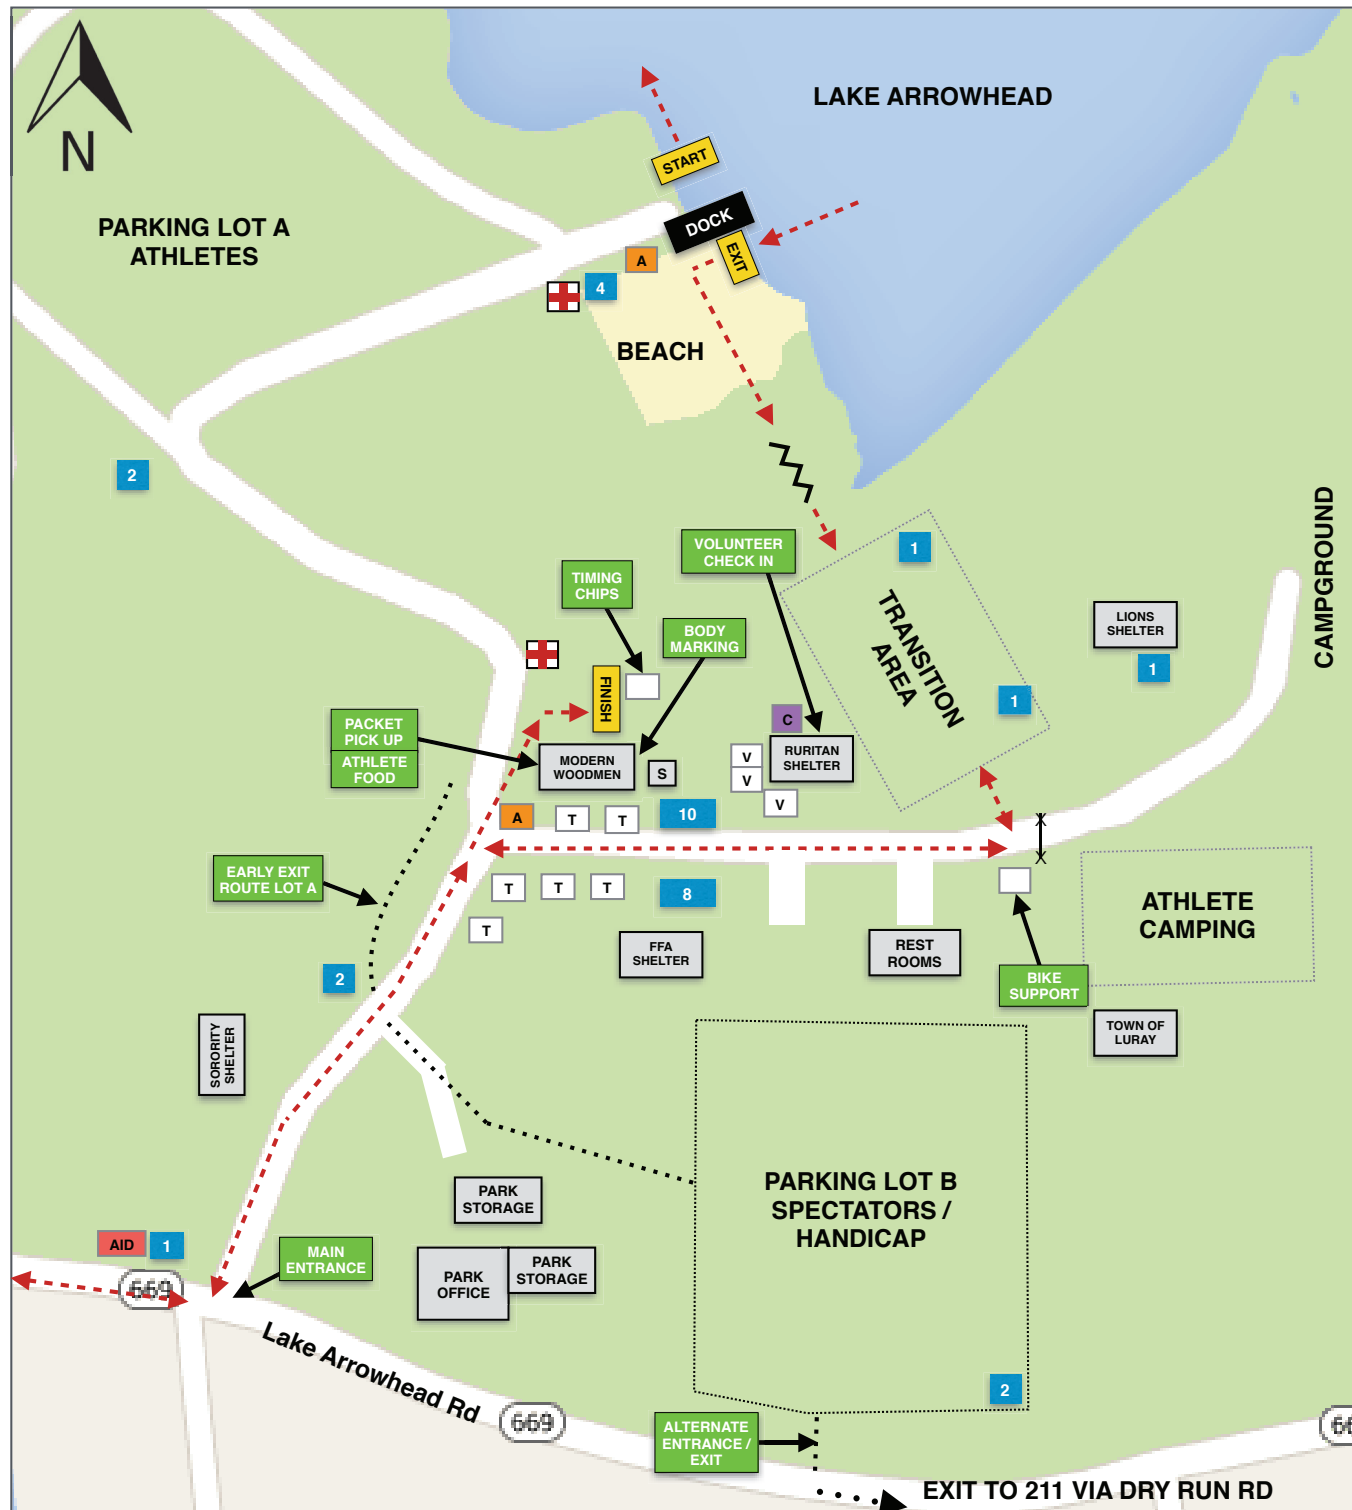 N
LAKE ARROWHEAD
START
DOCK
EXIT
PARKING LOT A
ATHLETES
A
4
BEACH
2
CAMPGROUND
VOLUNTEER
CHECK IN
1
TIMING
CHIPS
BODY
MARKING
TRANSITION
AREA
LIONS
SHELTER
1
1
FINISH
PACKET
PICK UP
ATHLETE
FOOD
MODERN
WOODMEN
S
C
RURITAN
SHELTER
V
V
V
A
T
T
10
EARLY EXIT
ROUTE LOT A
T
T
T
8
T
FFA
SHELTER
REST
ROOMS
ATHLETE
CAMPING
BIKE
SUPPORT
TOWN OF
LURAY
2
SORORITY
SHELTER
PARKING LOT B
SPECTATORS /
HANDICAP
PARK
STORAGE
AID
1
MAIN
ENTRANCE
PARK
OFFICE
PARK
STORAGE
669
Lake Arrowhead Rd
669
2
ALTERNATE
ENTRANCE /
EXIT
66
EXIT TO 211 VIA DRY RUN RD